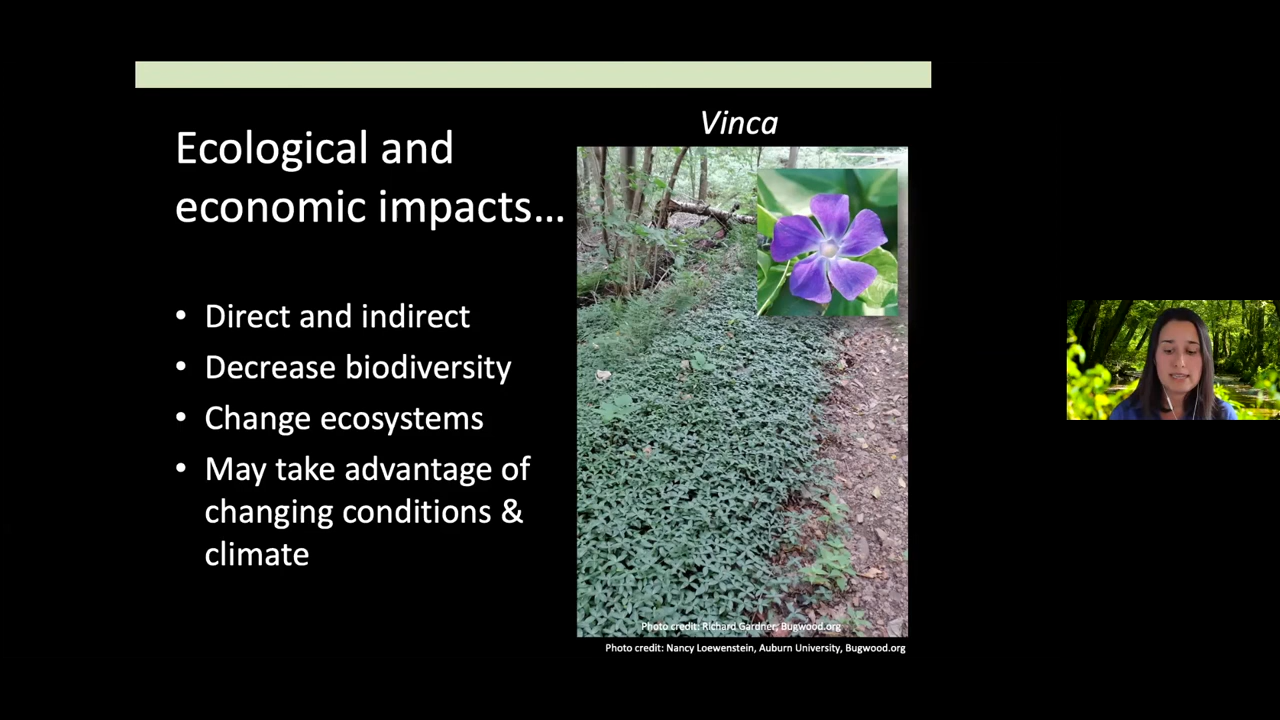 Ecological and
economic impacts...
• Direct and indirect
• Decrease biodiversity
• Change ecosystems
• May take advantage of
changing conditions &
climate
Vinca
Photo credit: Richard Gardner, Bugwood.org
Photo credit: Nancy Loewenstein, Auburn University, Bugwood.org